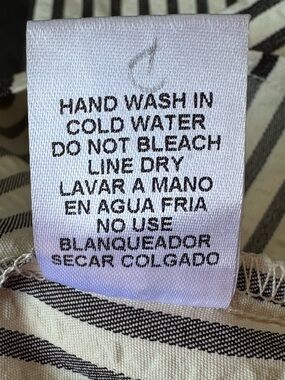 HAND WASH IN
COLD WATER
DO NOT BLEACH
LINE DRY
LAVAR A MANO
EN AGUA FRIA
NO USE
BLANQUEADOR
SECAR COLGADO